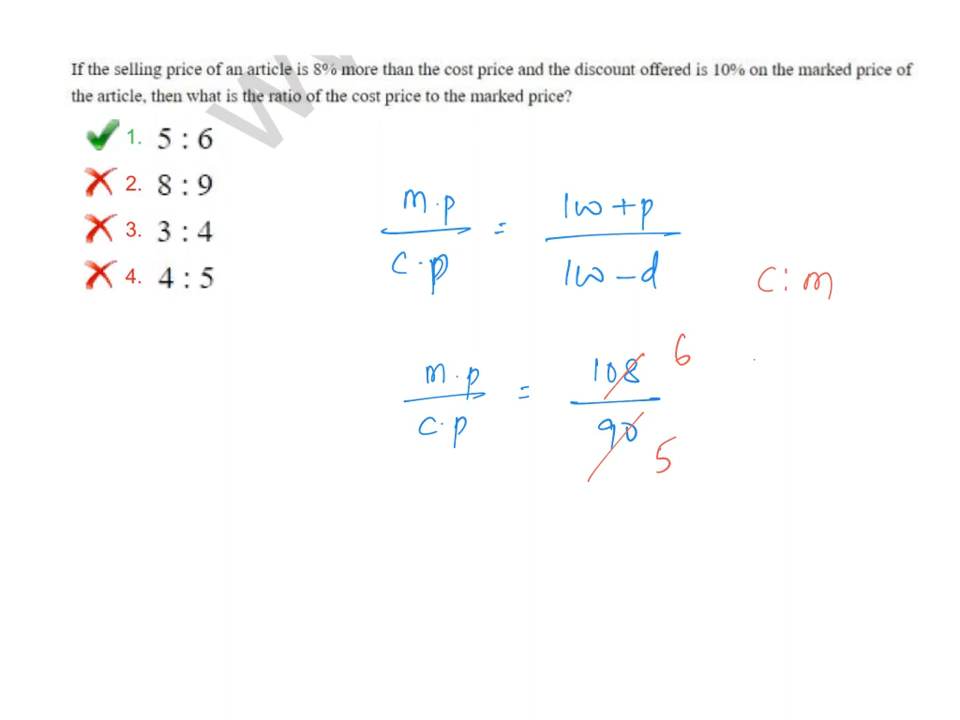 If the selling price of an article is 8% more than the cost price and the discount offered is 10% on the marked price of
the article, then what is the ratio of the cost price to the marked price?
1. 5 : 6
2. 8 : 9
3. 3 : 4
4. 4 : 5
m.p / c.p = 100+p / 100-d
c:m
m.p / c.p = 108 / 90
6
5